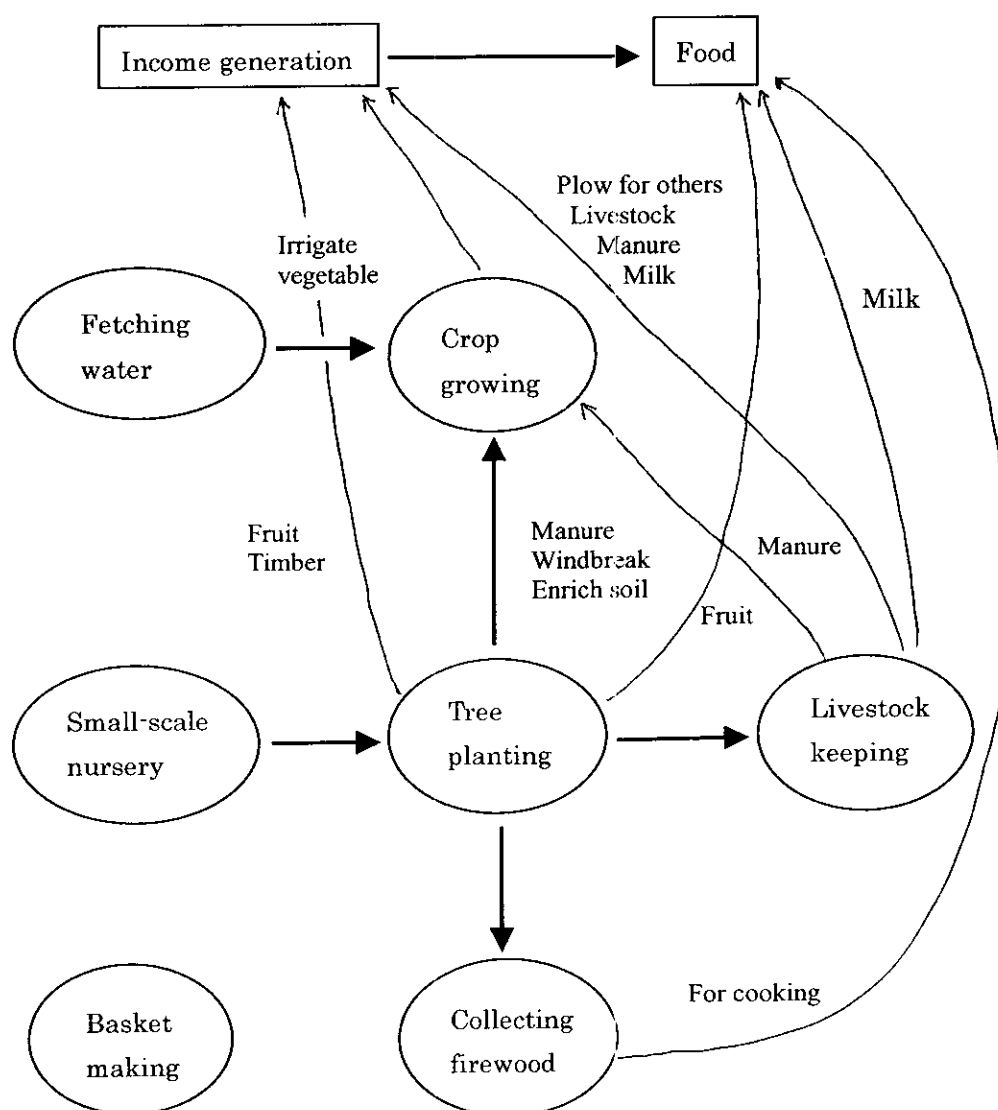 Income generation
Food
Plow for others
Livestock
Manure
Milk
Irrigate
vegetable
Milk
Fetching
water
Crop
growing
Fruit
Timber
Manure
Windbreak
Enrich soil
Manure
Fruit
Small-scale
nursery
Tree
planting
Livestock
keeping
Basket
making
Collecting
firewood
For cooking